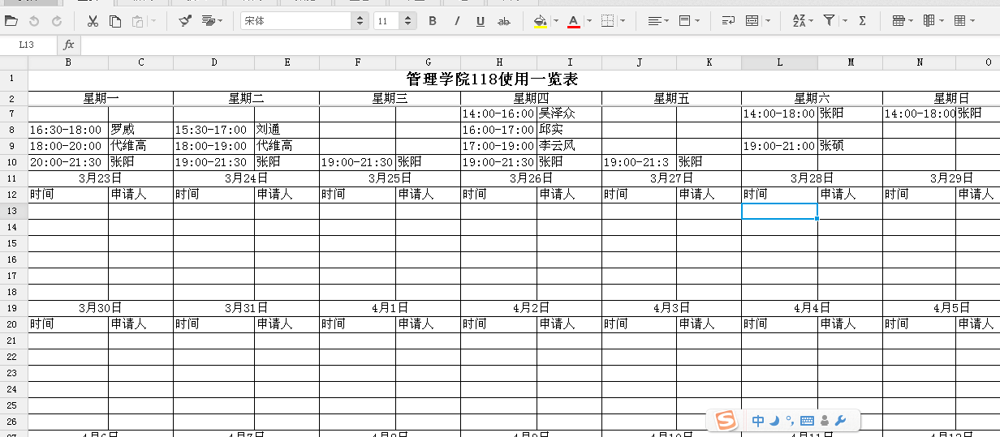 宋体 11 B I U ab A AZ ZA Σ
L13 fx
B C D E F G H I J K L M N O
1 管理学院118使用一览表
2 星期一 星期二 星期三 星期四 星期五 星期六 星期日
7 14:00-16:00 吴泽众 14:00-18:00 张阳 14:00-18:00 张阳
8 16:30-18:00 罗威 15:30-17:00 刘通 16:00-17:00 邱实
9 18:00-20:00 代维高 18:00-19:00 代维高 17:00-19:00 李云风 19:00-21:00 张硕
10 20:00-21:30 张阳 19:00-21:30 张阳 19:00-21:30 张阳 19:00-21:30 张阳 19:00-21:3 张阳
11 3月23日 3月24日 3月25日 3月26日 3月27日 3月28日 3月29日
12 时间 申请人 时间 申请人 时间 申请人 时间 申请人 时间 申请人 时间 申请人 时间 申请人
13
14
15
16
17
18
19 3月30日 3月31日 4月1日 4月2日 4月3日 4月4日 4月5日
20 时间 申请人 时间 申请人 时间 申请人 时间 申请人 时间 申请人 时间 申请人 时间 申请人
21
22
23
24
25
26
S 中